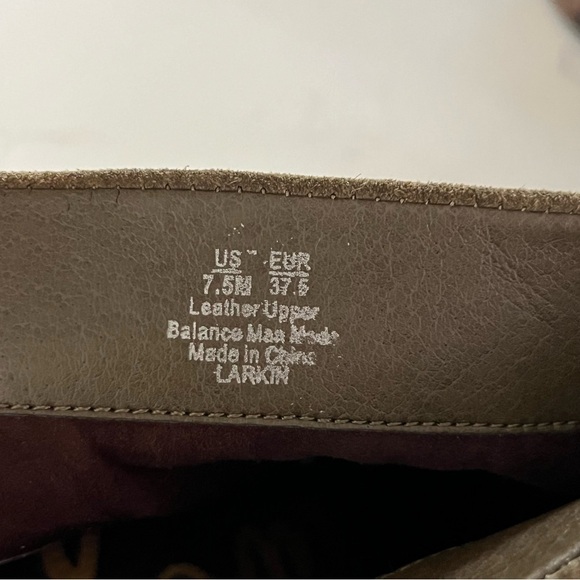 US EUR
7.5M 37.5
Leather Upper
Balance Man Made
Made in China
LARKIN